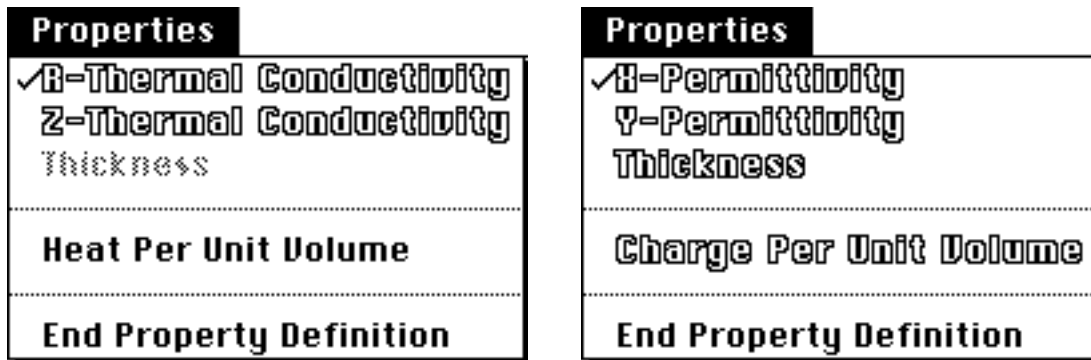 Properties
✓R-Thermal Conductivity
Z-Thermal Conductivity
Thickness
Heat Per Unit Volume
End Property Definition
Properties
✓X-Permittivity
Y-Permittivity
Thickness
Charge Per Unit Volume
End Property Definition